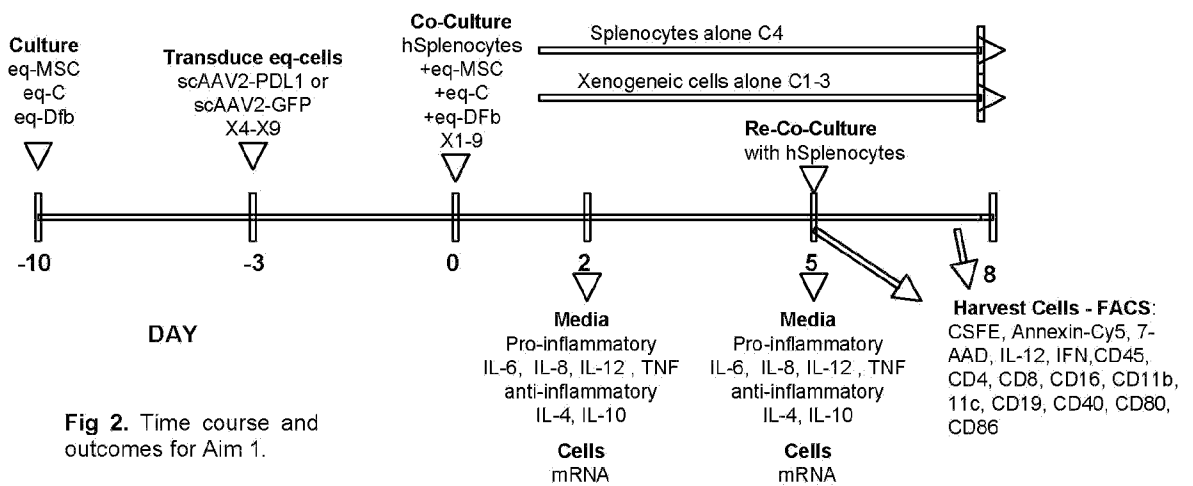 Culture
eq-MSC
eq-C
eq-Dfb
Transduce eq-cells
scAAV2-PDL1 or
scAAV2-GFP
X4-X9
Co-Culture
hSplenocytes
+eq-MSC
+eq-C
+eq-DFb
X1-9
Splenocytes alone C4
Xenogeneic cells alone C1-3
Re-Co-Culture
with hSplenocytes
-10
-3
0
2
5
8
DAY
Media
Pro-inflammatory
IL-6, IL-8, IL-12 , TNF
anti-inflammatory
IL-4, IL-10
Cells
mRNA
Media
Pro-inflammatory
IL-6, IL-8, IL-12 , TNF
anti-inflammatory
IL-4, IL-10
Cells
mRNA
Harvest Cells - FACS:
CSFE, Annexin-Cy5, 7-
AAD, IL-12, IFN,CD45,
CD4, CD8, CD16, CD11b,
11c, CD19, CD40, CD80,
CD86
Fig 2. Time course and
outcomes for Aim 1.